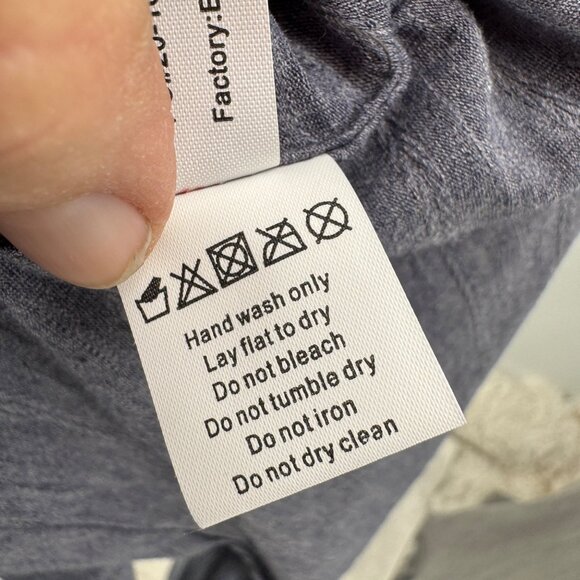 Factory:
Hand wash only
Lay flat to dry
Do not bleach
Do not tumble dry
Do not iron
Do not dry clean